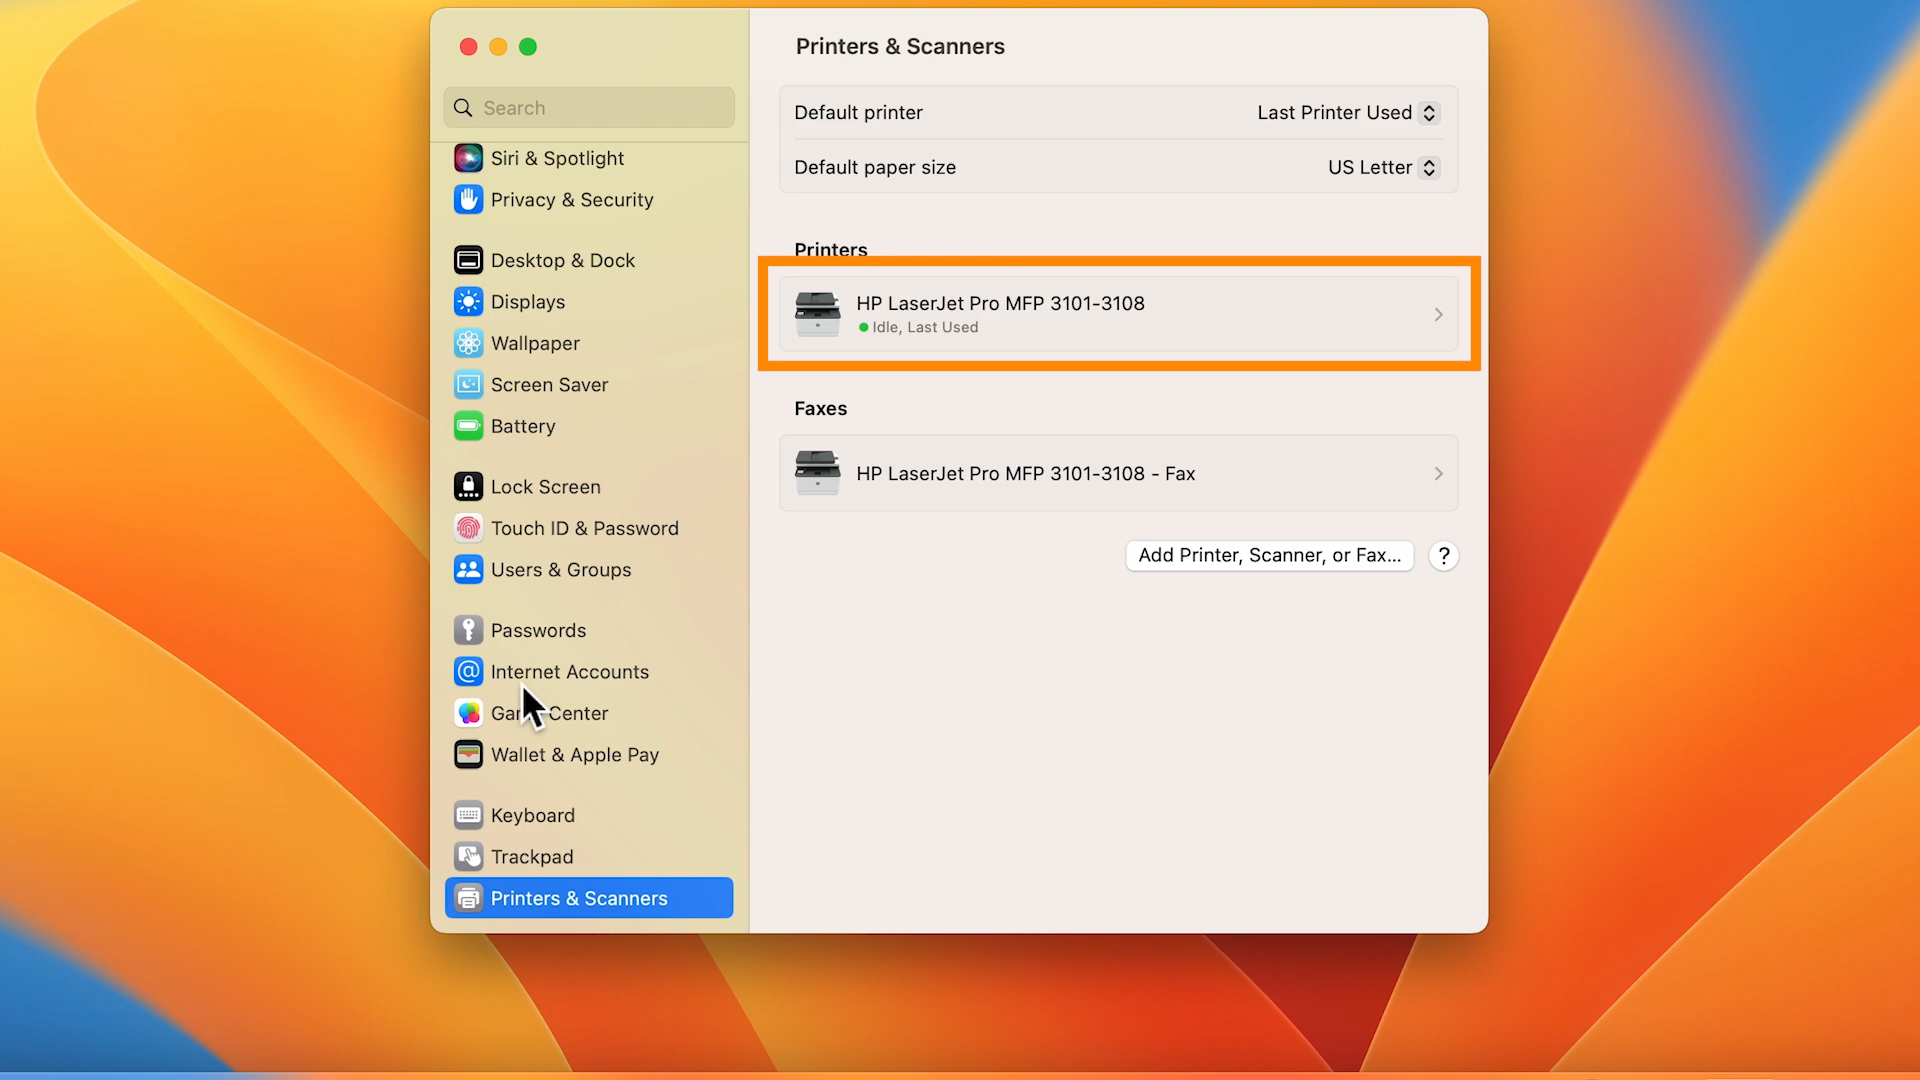 Search
Siri & Spotlight
Privacy & Security
Desktop & Dock
Displays
Wallpaper
Screen Saver
Battery
Lock Screen
Touch ID & Password
Users & Groups
Passwords
Internet Accounts
Game Center
Wallet & Apple Pay
Keyboard
Trackpad
Printers & Scanners
Printers & Scanners
Default printer Last Printer Used
Default paper size US Letter
Printers
HP LaserJet Pro MFP 3101-3108
Idle, Last Used
Faxes
HP LaserJet Pro MFP 3101-3108 - Fax
Add Printer, Scanner, or Fax... ?